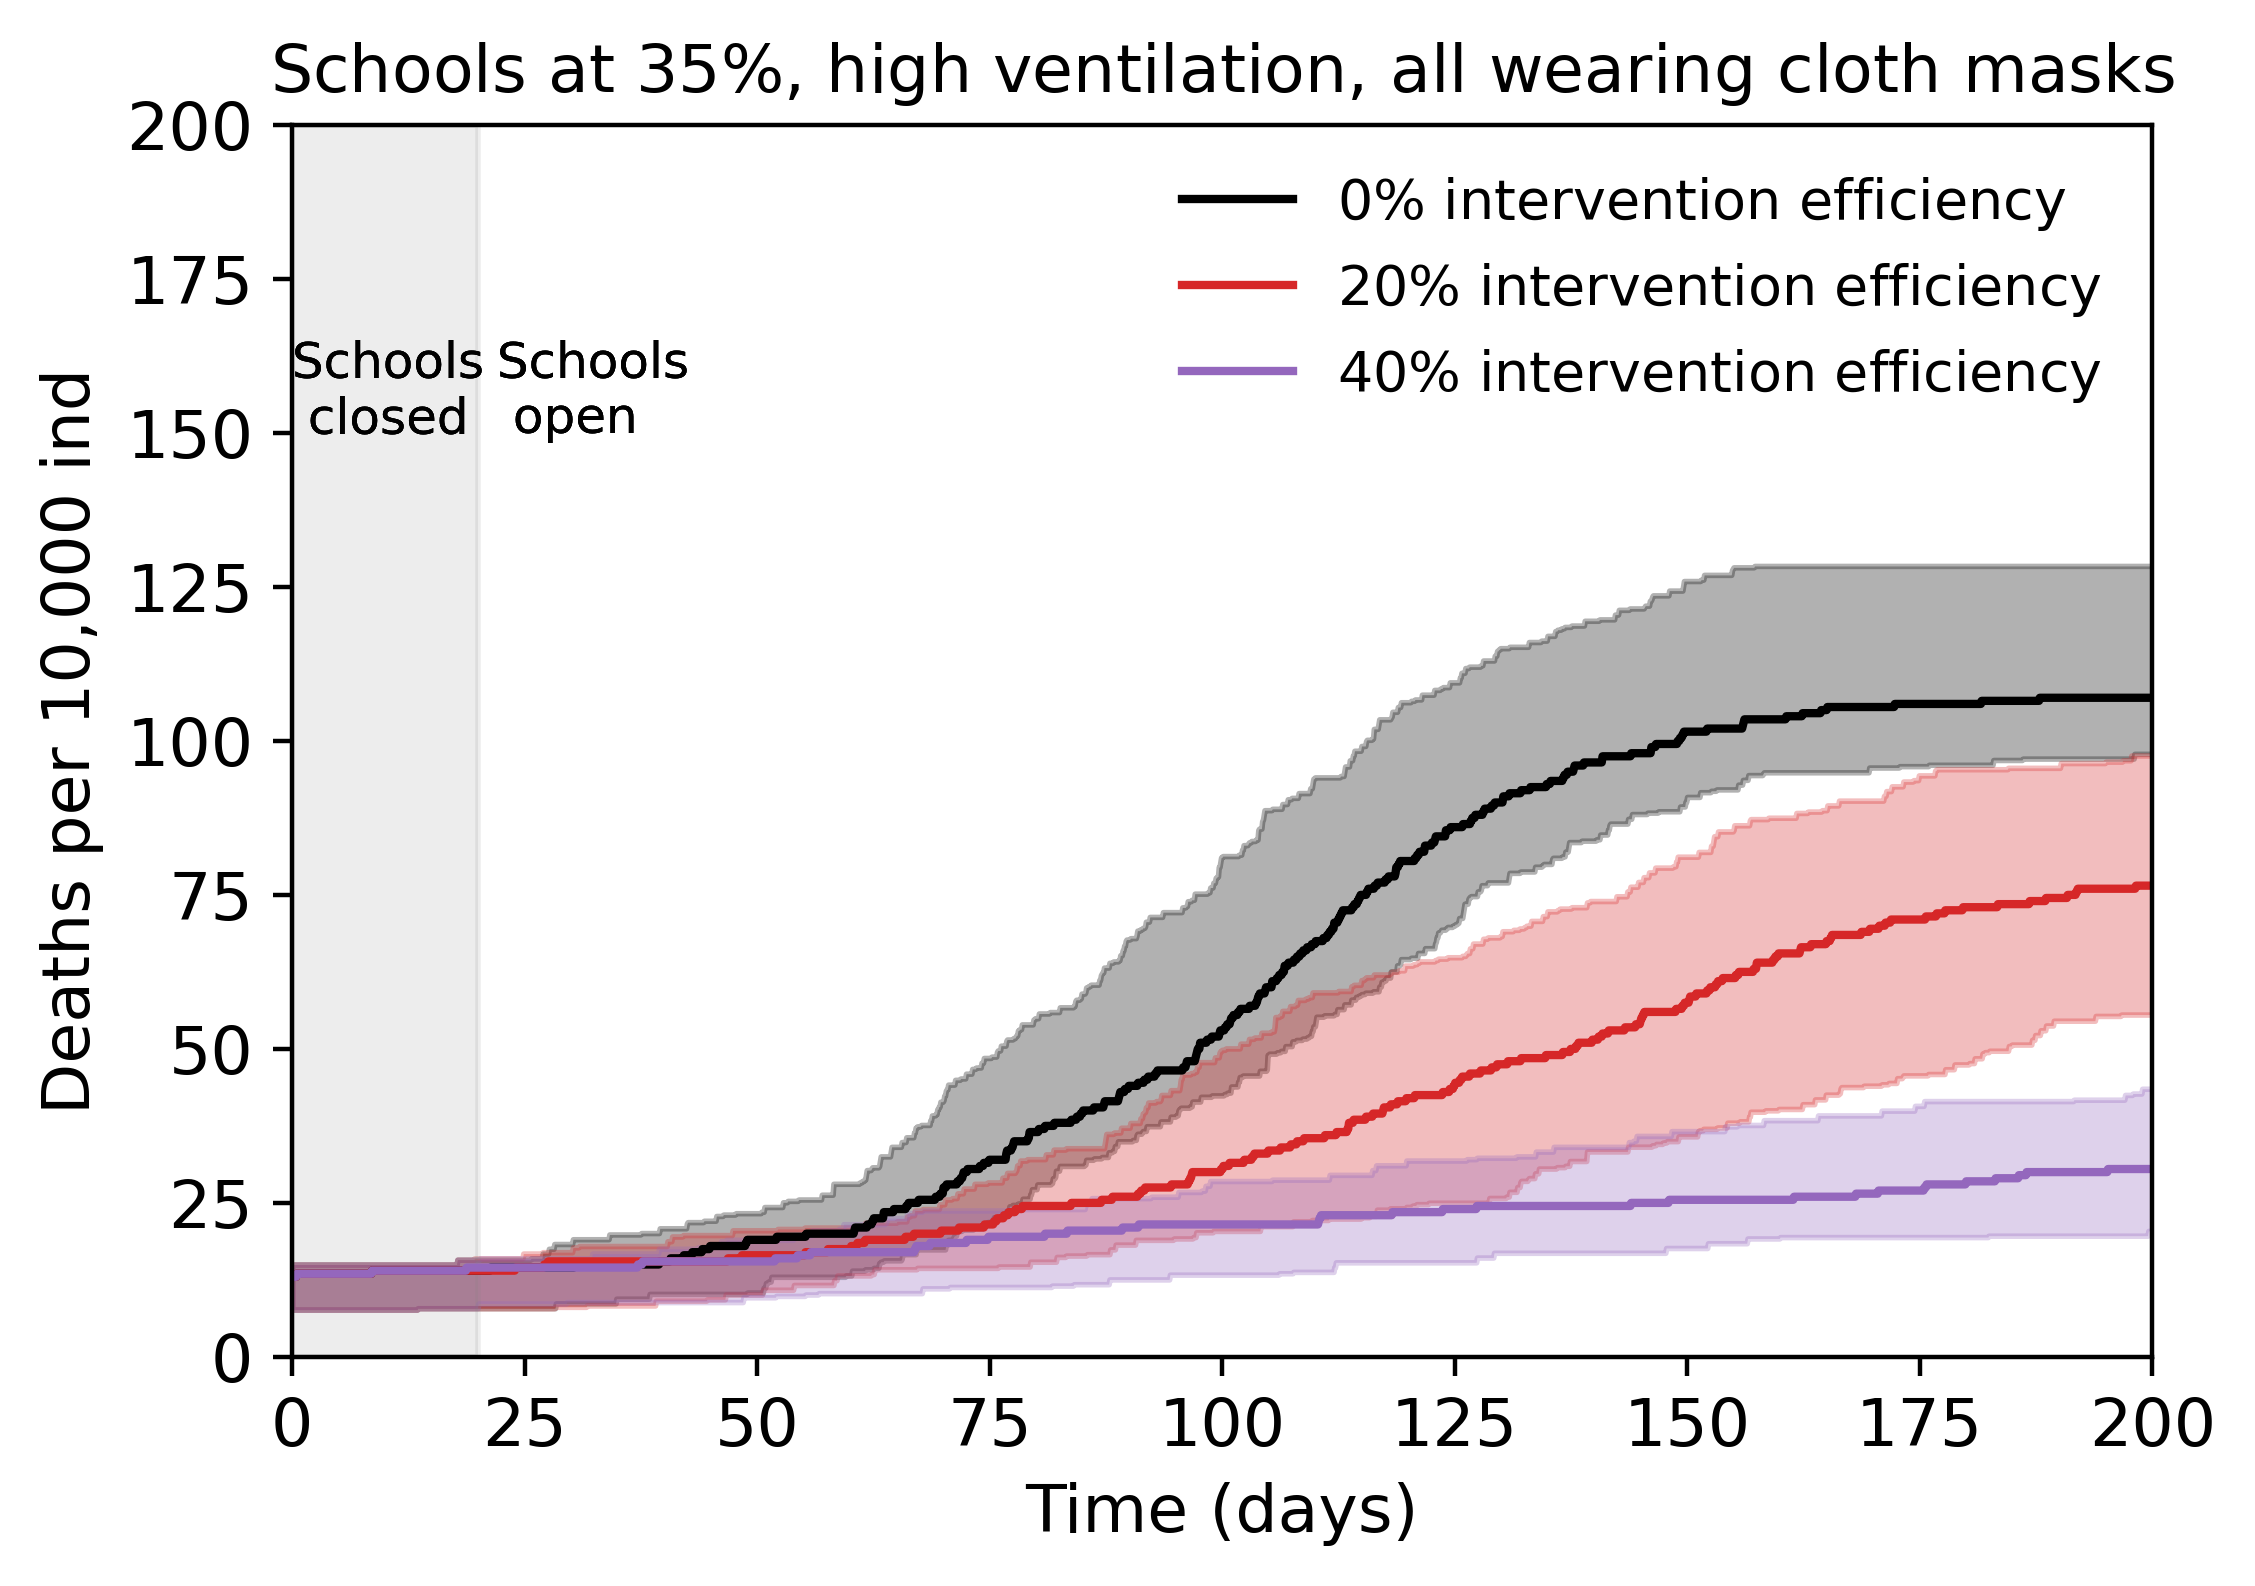 Schools at 35%, high ventilation, all wearing cloth masks
200
175
150
125
100
75
50
25
0
Deaths per 10,000 ind
Schools closed
Schools open
0% intervention efficiency
20% intervention efficiency
40% intervention efficiency
0 25 50 75 100 125 150 175 200
Time (days)